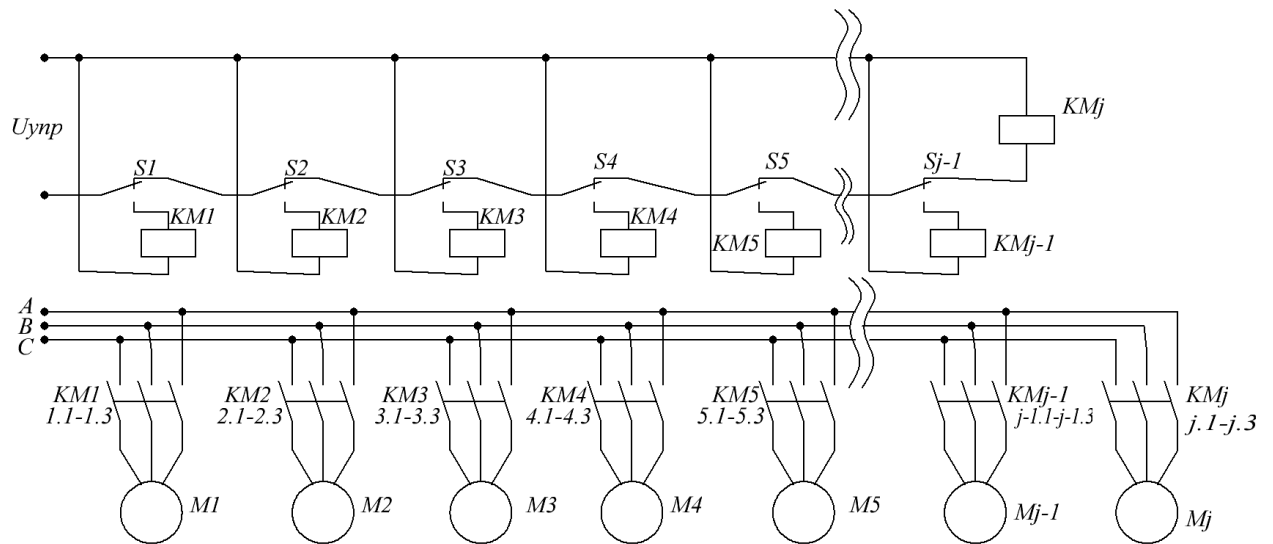 KMj
Uупр
S1
S2
S3
S4
S5
Sj-1
KM1
KM2
KM3
KM4
KM5
KMj-1
A
B
C
KM1
1.1-1.3
KM2
2.1-2.3
KM3
3.1-3.3
KM4
4.1-4.3
KM5
5.1-5.3
KMj-1
j-1.1-j-1.3
KMj
j.1-j.3
M1
M2
M3
M4
M5
Mj-1
Mj